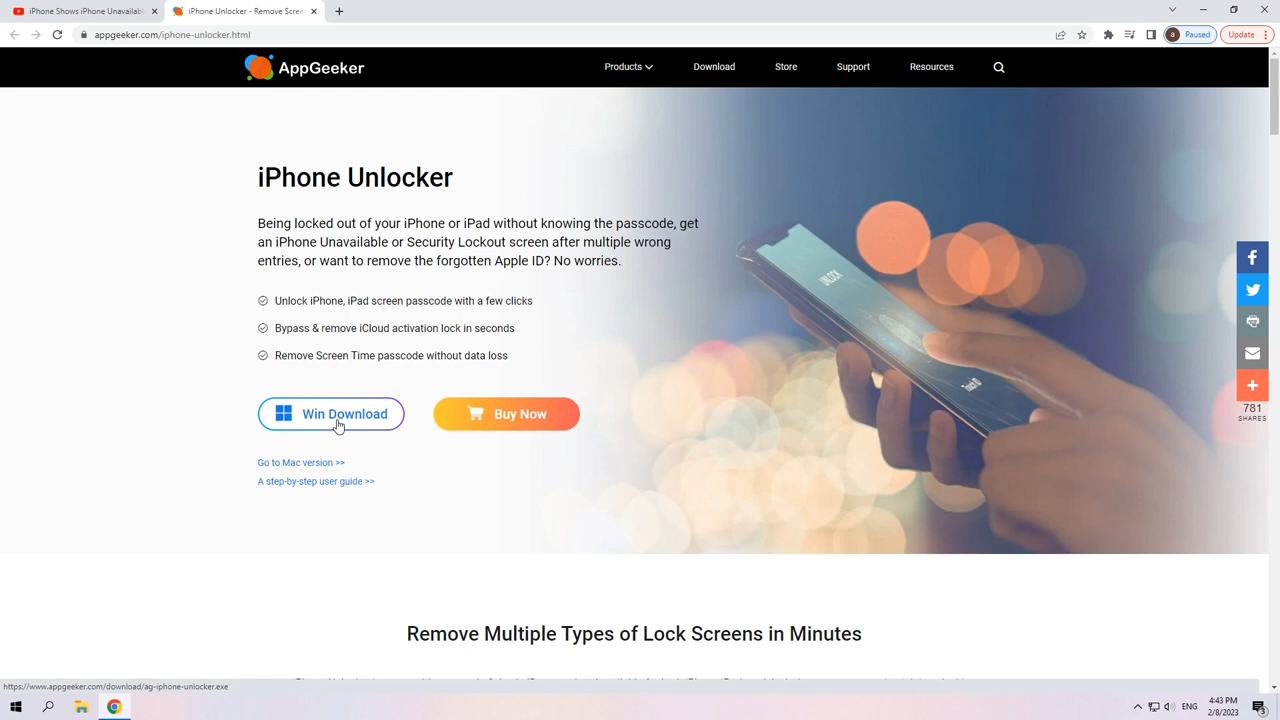 iPhone Shows iPhone Unavailabl
iPhone Unlocker - Remove Scree
appgeeker.com/iphone-unlocker.html
a
Paused
Update
AppGeeker
Products
Download
Store
Support
Resources
iPhone Unlocker
Being locked out of your iPhone or iPad without knowing the passcode, get
an iPhone Unavailable or Security Lockout screen after multiple wrong
entries, or want to remove the forgotten Apple ID? No worries.
Unlock iPhone, iPad screen passcode with a few clicks
Bypass & remove iCloud activation lock in seconds
Remove Screen Time passcode without data loss
Win Download
Buy Now
Go to Mac version >>
A step-by-step user guide >>
UNLOCK
Touch ID
781
SHARES
Remove Multiple Types of Lock Screens in Minutes
https://www.appgeeker.com/download/ag-iphone-unlocker.exe
ENG
4:43 PM
2/8/2023
3